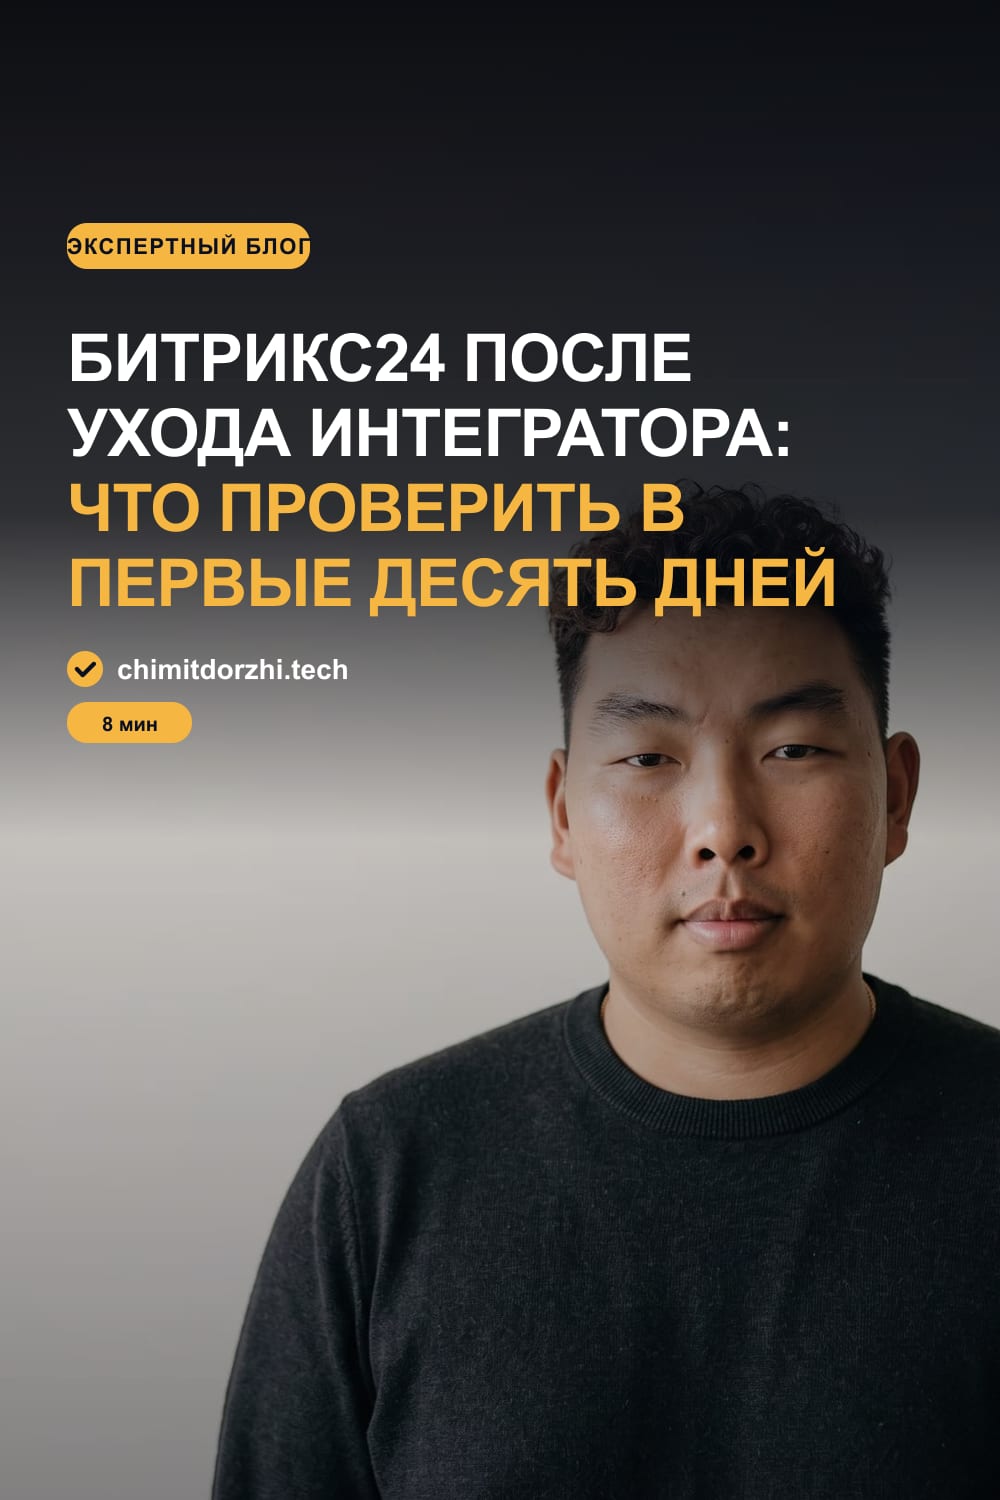 ЭКСПЕРТНЫЙ БЛОГ
БИТРИКС24 ПОСЛЕ
УХОДА ИНТЕГРАТОРА:
ЧТО ПРОВЕРИТЬ В
ПЕРВЫЕ ДЕСЯТЬ ДНЕЙ
chimitdorzhi.tech
8 мин